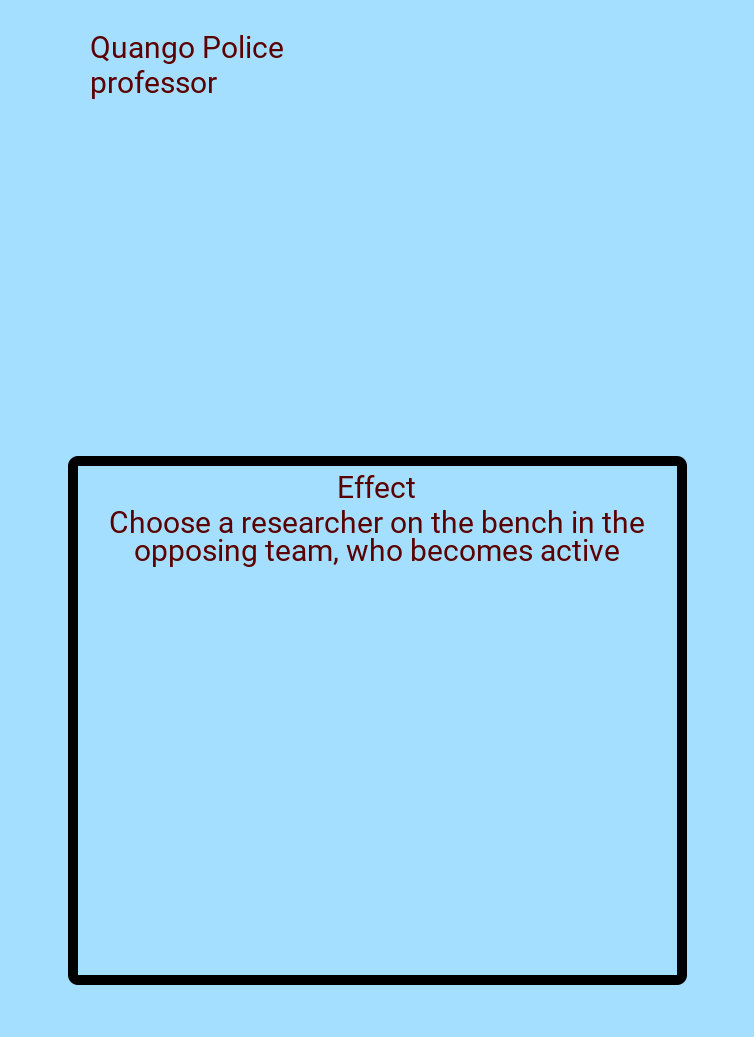 Quango Police
professor
Effect
Choose a researcher on the bench in the
opposing team, who becomes active